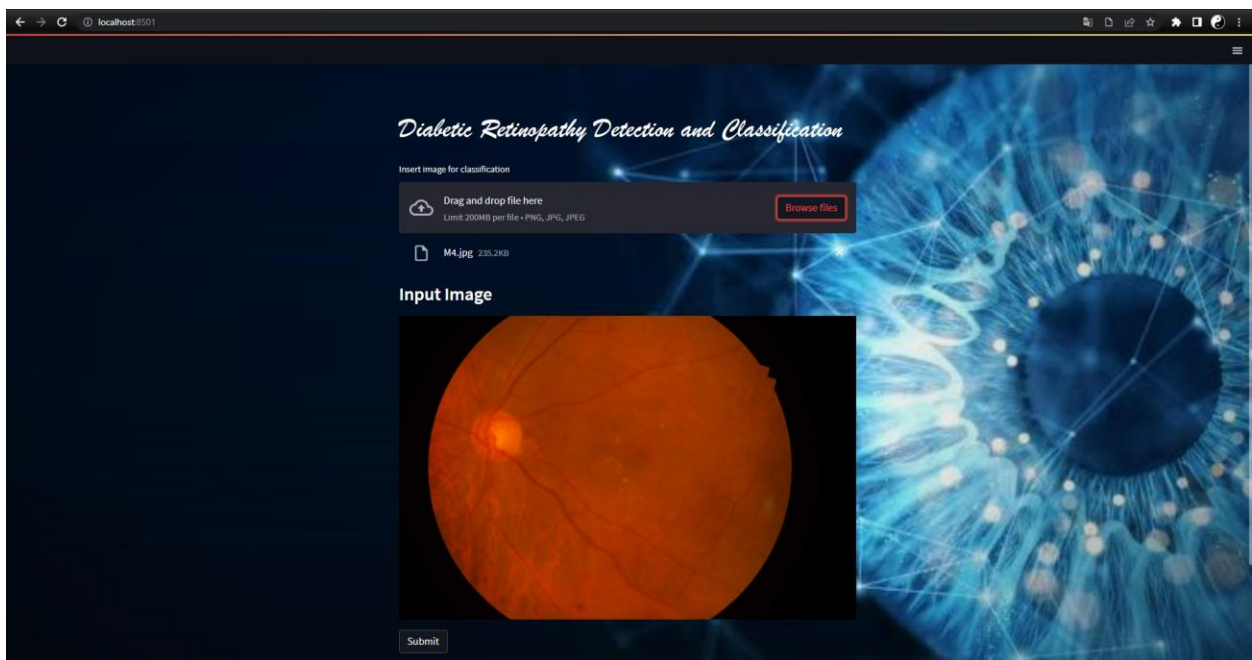 localhost:8501
Diabetic Retinopathy Detection and Classification
Insert image for classification
Drag and drop file here
Limit 200MB per file • PNG, JPG, JPEG
Browse files
M4.jpg 235.2KB
Input Image
Submit